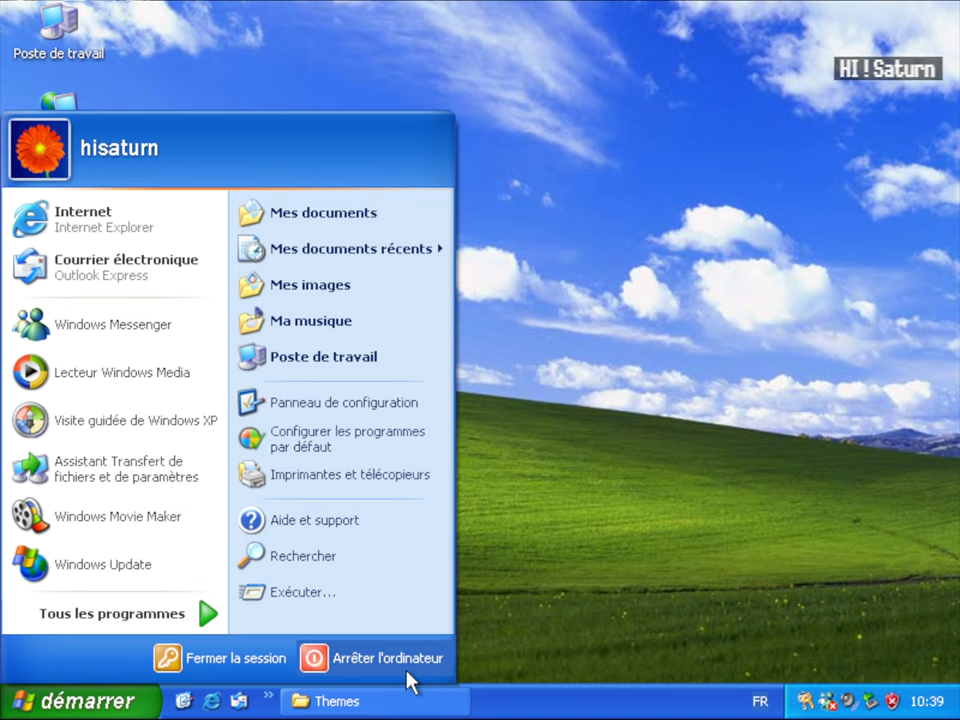 Poste de travail
HI!Saturn
hisaturn
Internet
Internet Explorer
Courrier électronique
Outlook Express
Windows Messenger
Lecteur Windows Media
Visite guidée de Windows XP
Assistant Transfert de
fichiers et de paramètres
Windows Movie Maker
Windows Update
Tous les programmes
Mes documents
Mes documents récents
Mes images
Ma musique
Poste de travail
Panneau de configuration
Configurer les programmes
par défaut
Imprimantes et télécopieurs
Aide et support
Rechercher
Exécuter...
Fermer la session
Arrêter l'ordinateur
démarrer
Themes
FR
10:39